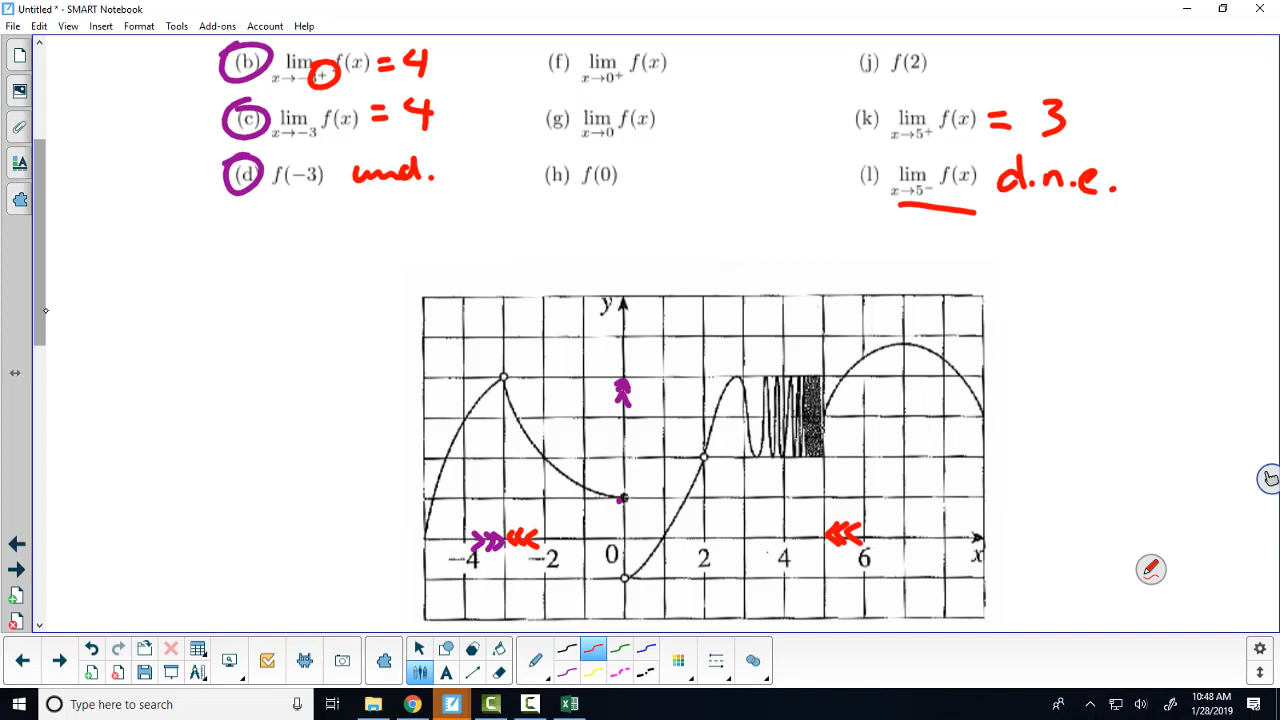 Untitled * - SMART Notebook
File Edit View Insert Format Tools Add-ons Account Help
(b) lim x→-3⁺ f(x) = 4
(f) lim x→0⁺ f(x)
(j) f(2)
(c) lim x→−3 f(x) = 4
(g) lim x→0 f(x)
(k) lim x→5⁺ f(x) = 3
(d) f(−3) und.
(h) f(0)
(l) lim x→5⁻ f(x) d.n.e.
y
−4 −2 0 2 4 6 x
Type here to search
10:48 AM
1/28/2019